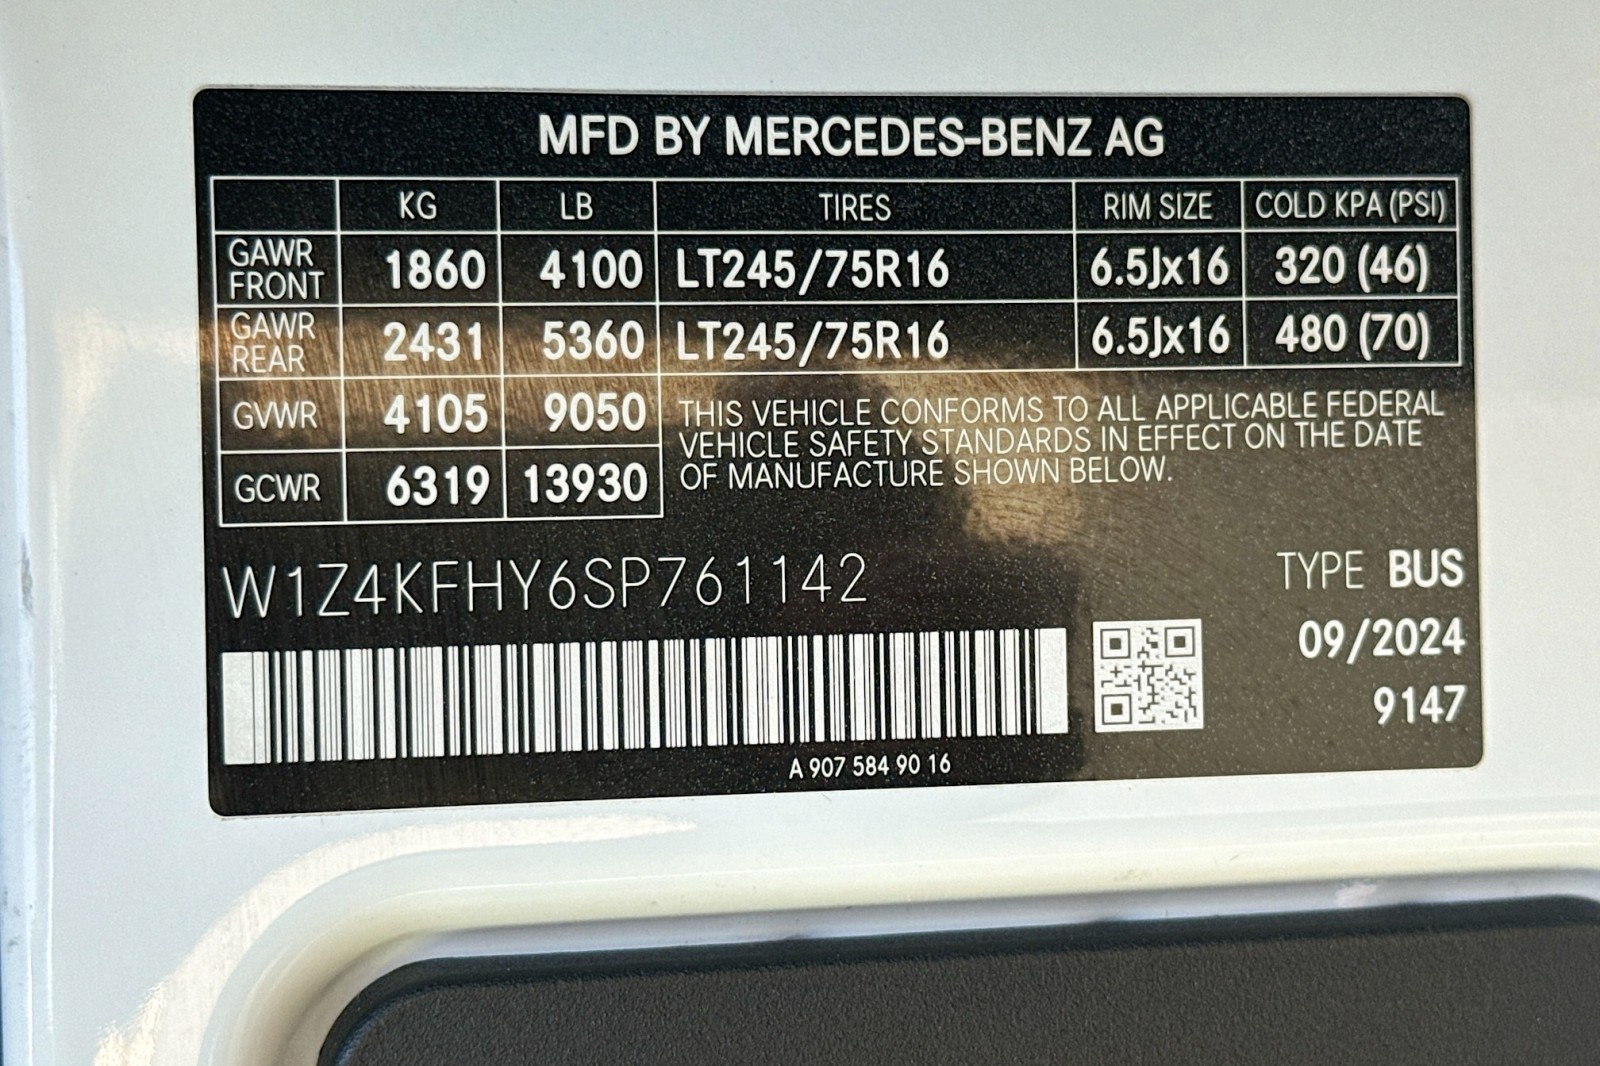 MFD BY MERCEDES-BENZ AG
KG LB TIRES RIM SIZE COLD KPA (PSI)
GAWR FRONT 1860 4100 LT245/75R16 6.5Jx16 320 (46)
GAWR REAR 2431 5360 LT245/75R16 6.5Jx16 480 (70)
GVWR 4105 9050
GCWR 6319 13930
THIS VEHICLE CONFORMS TO ALL APPLICABLE FEDERAL
VEHICLE SAFETY STANDARDS IN EFFECT ON THE DATE
OF MANUFACTURE SHOWN BELOW.
W1Z4KFHY6SP761142
TYPE BUS
09/2024
9147
A 907 584 90 16